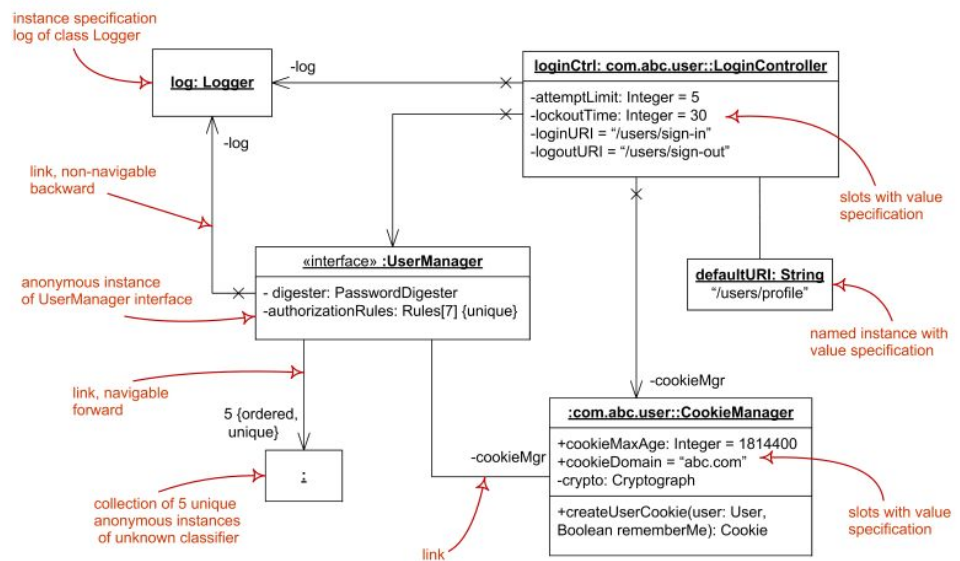 instance specification
log of class Logger
log: Logger
-log
loginCtrl: com.abc.user::LoginController
-attemptLimit: Integer = 5
-lockoutTime: Integer = 30
-loginURI = “/users/sign-in”
-logoutURI = “/users/sign-out”
-log
link, non-navigable
backward
slots with value
specification
«interface» :UserManager
- digester: PasswordDigester
-authorizationRules: Rules[7] {unique}
anonymous instance
of UserManager interface
defaultURI: String
“/users/profile”
named instance with
value specification
link, navigable
forward
-cookieMgr
5 {ordered,
unique}
:
:com.abc.user::CookieManager
+cookieMaxAge: Integer = 1814400
+cookieDomain = “abc.com”
-crypto: Cryptograph
+createUserCookie(user: User,
Boolean rememberMe): Cookie
-cookieMgr
collection of 5 unique
anonymous instances
of unknown classifier
link
slots with value
specification